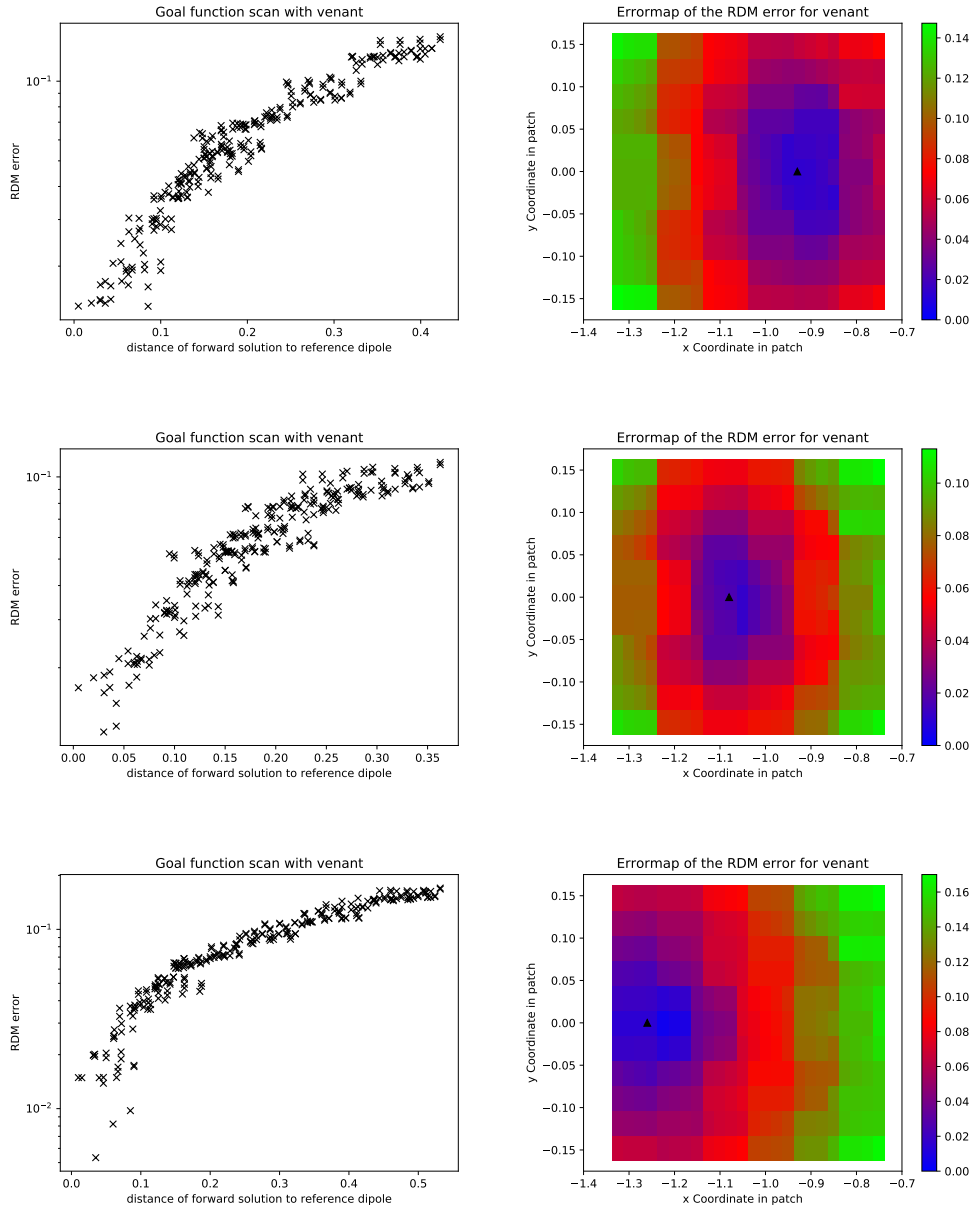 Goal function scan with venant
RDM error
10⁻¹
0.0 0.1 0.2 0.3 0.4
distance of forward solution to reference dipole
Errormap of the RDM error for venant
y Coordinate in patch
0.15
0.10
0.05
0.00
−0.05
−0.10
−0.15
−1.4 −1.3 −1.2 −1.1 −1.0 −0.9 −0.8 −0.7
x Coordinate in patch
0.14
0.12
0.10
0.08
0.06
0.04
0.02
0.00
Goal function scan with venant
RDM error
10⁻¹
0.00 0.05 0.10 0.15 0.20 0.25 0.30 0.35
distance of forward solution to reference dipole
Errormap of the RDM error for venant
y Coordinate in patch
0.15
0.10
0.05
0.00
−0.05
−0.10
−0.15
−1.4 −1.3 −1.2 −1.1 −1.0 −0.9 −0.8 −0.7
x Coordinate in patch
0.10
0.08
0.06
0.04
0.02
0.00
Goal function scan with venant
RDM error
10⁻¹
10⁻²
0.0 0.1 0.2 0.3 0.4 0.5
distance of forward solution to reference dipole
Errormap of the RDM error for venant
y Coordinate in patch
0.15
0.10
0.05
0.00
−0.05
−0.10
−0.15
−1.4 −1.3 −1.2 −1.1 −1.0 −0.9 −0.8 −0.7
x Coordinate in patch
0.16
0.14
0.12
0.10
0.08
0.06
0.04
0.02
0.00